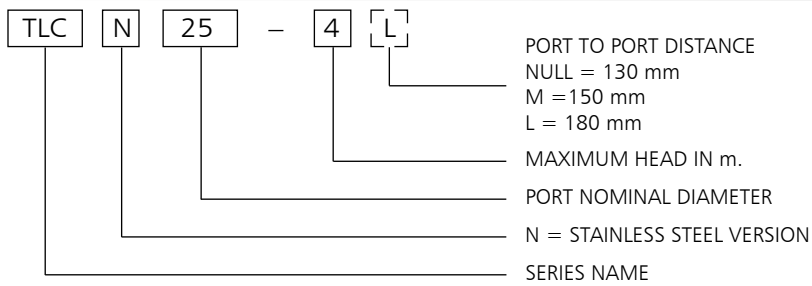 TLC N 25 – 4 L
PORT TO PORT DISTANCE
NULL = 130 mm
M =150 mm
L = 180 mm
MAXIMUM HEAD IN m.
PORT NOMINAL DIAMETER
N = STAINLESS STEEL VERSION
SERIES NAME